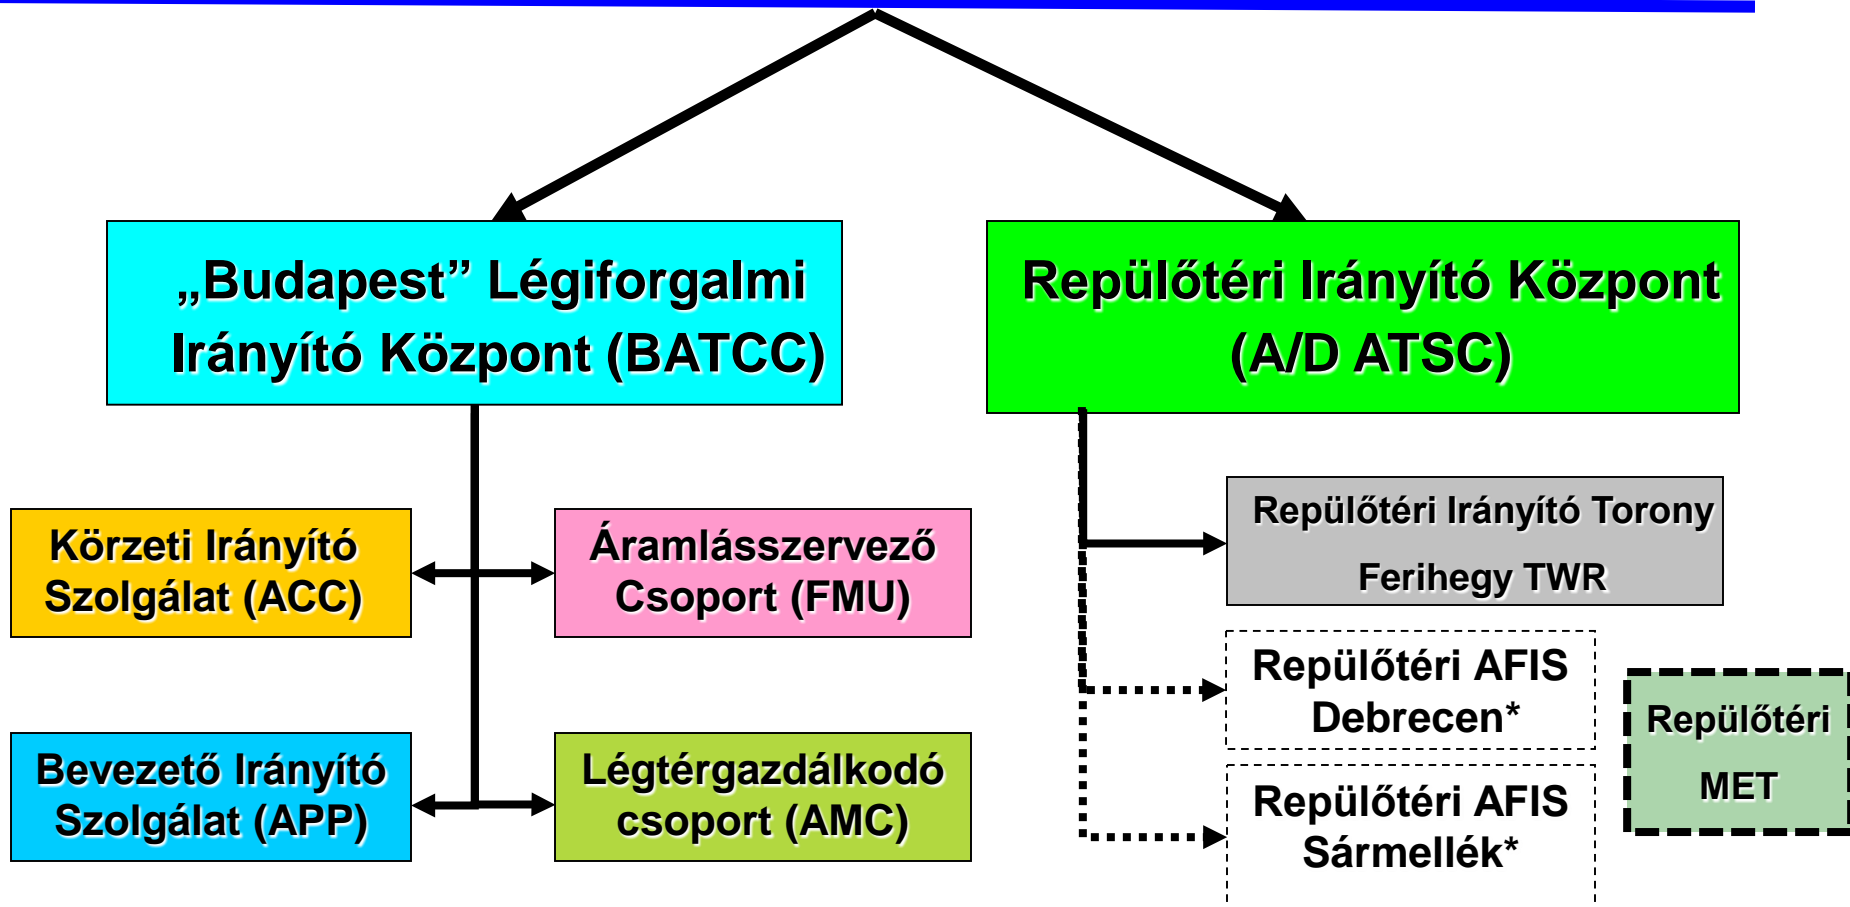 „Budapest” Légiforgalmi
Irányító Központ (BATCC)
Repülőtéri Irányító Központ
(A/D ATSC)
Körzeti Irányító
Szolgálat (ACC)
Áramlásszervező
Csoport (FMU)
Bevezető Irányító
Szolgálat (APP)
Légtérgazdálkodó
csoport (AMC)
Repülőtéri Irányító Torony
Ferihegy TWR
Repülőtéri AFIS
Debrecen*
Repülőtéri AFIS
Sármellék*
Repülőtéri
MET